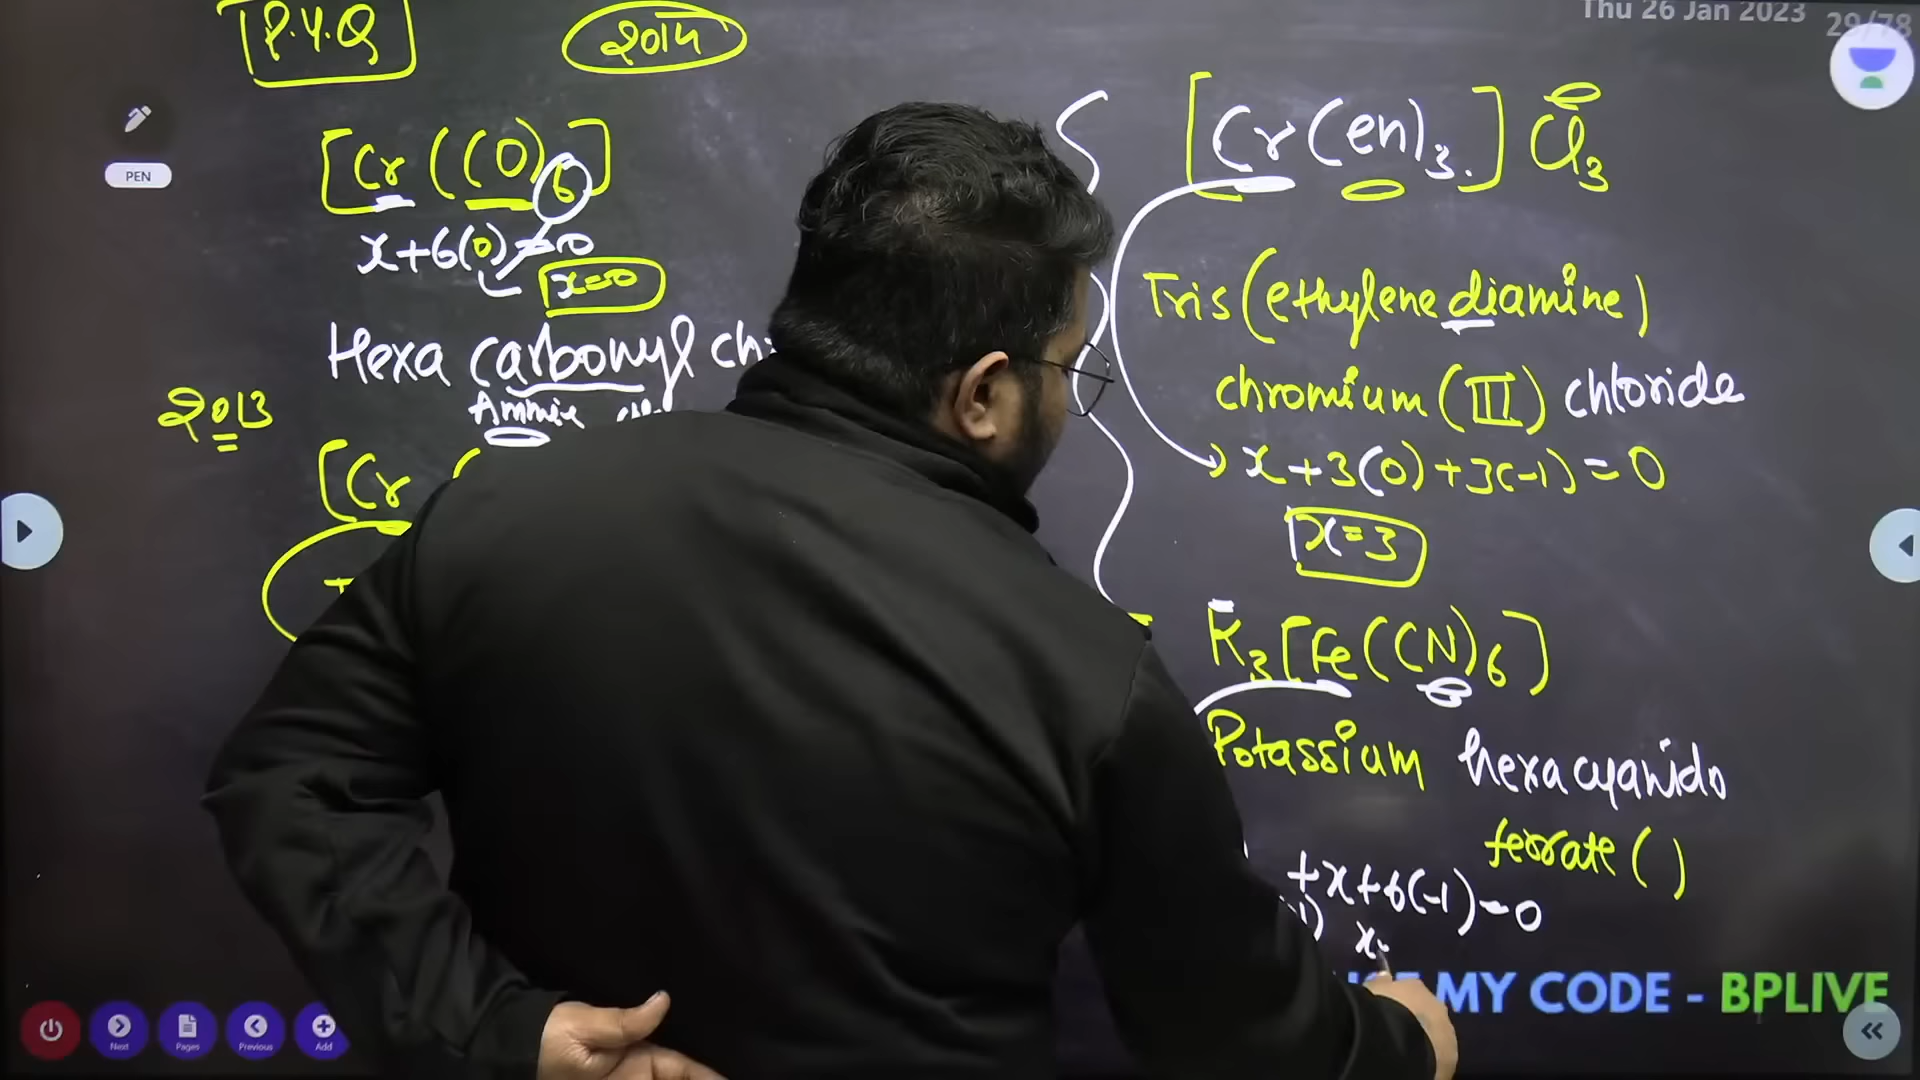 Thu 26 Jan 2023
29/78
P.Y.Q
2014
PEN
[Cr(CO)6]
x+6(0)=0
x=0
Hexa carbonyl
Ammine
2013
[Cr (
[Cr(en)3.]Cl3
Tris(ethylenediamine)
chromium(III) chloride
→ x+3(0)+3(-1)=0
x=3
K3[Fe(CN)6]
Potassium hexacyanido
ferrate( )
+x+6(-1)=0
x=
MY CODE - BPLIVE
Next
Pages
Previous
Add